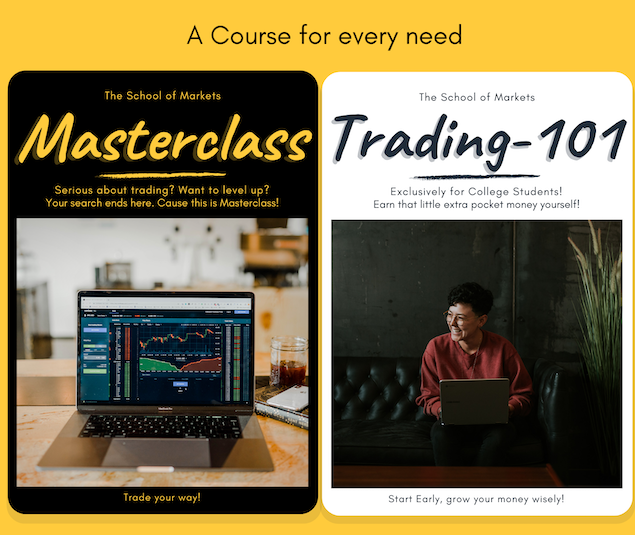 A Course for every need
The School of Markets
Masterclass
Serious about trading? Want to level up?
Your search ends here. Cause this is Masterclass!
Trade your way!
The School of Markets
Trading-101
Exclusively for College Students!
Earn that little extra pocket money yourself!
Start Early, grow your money wisely!